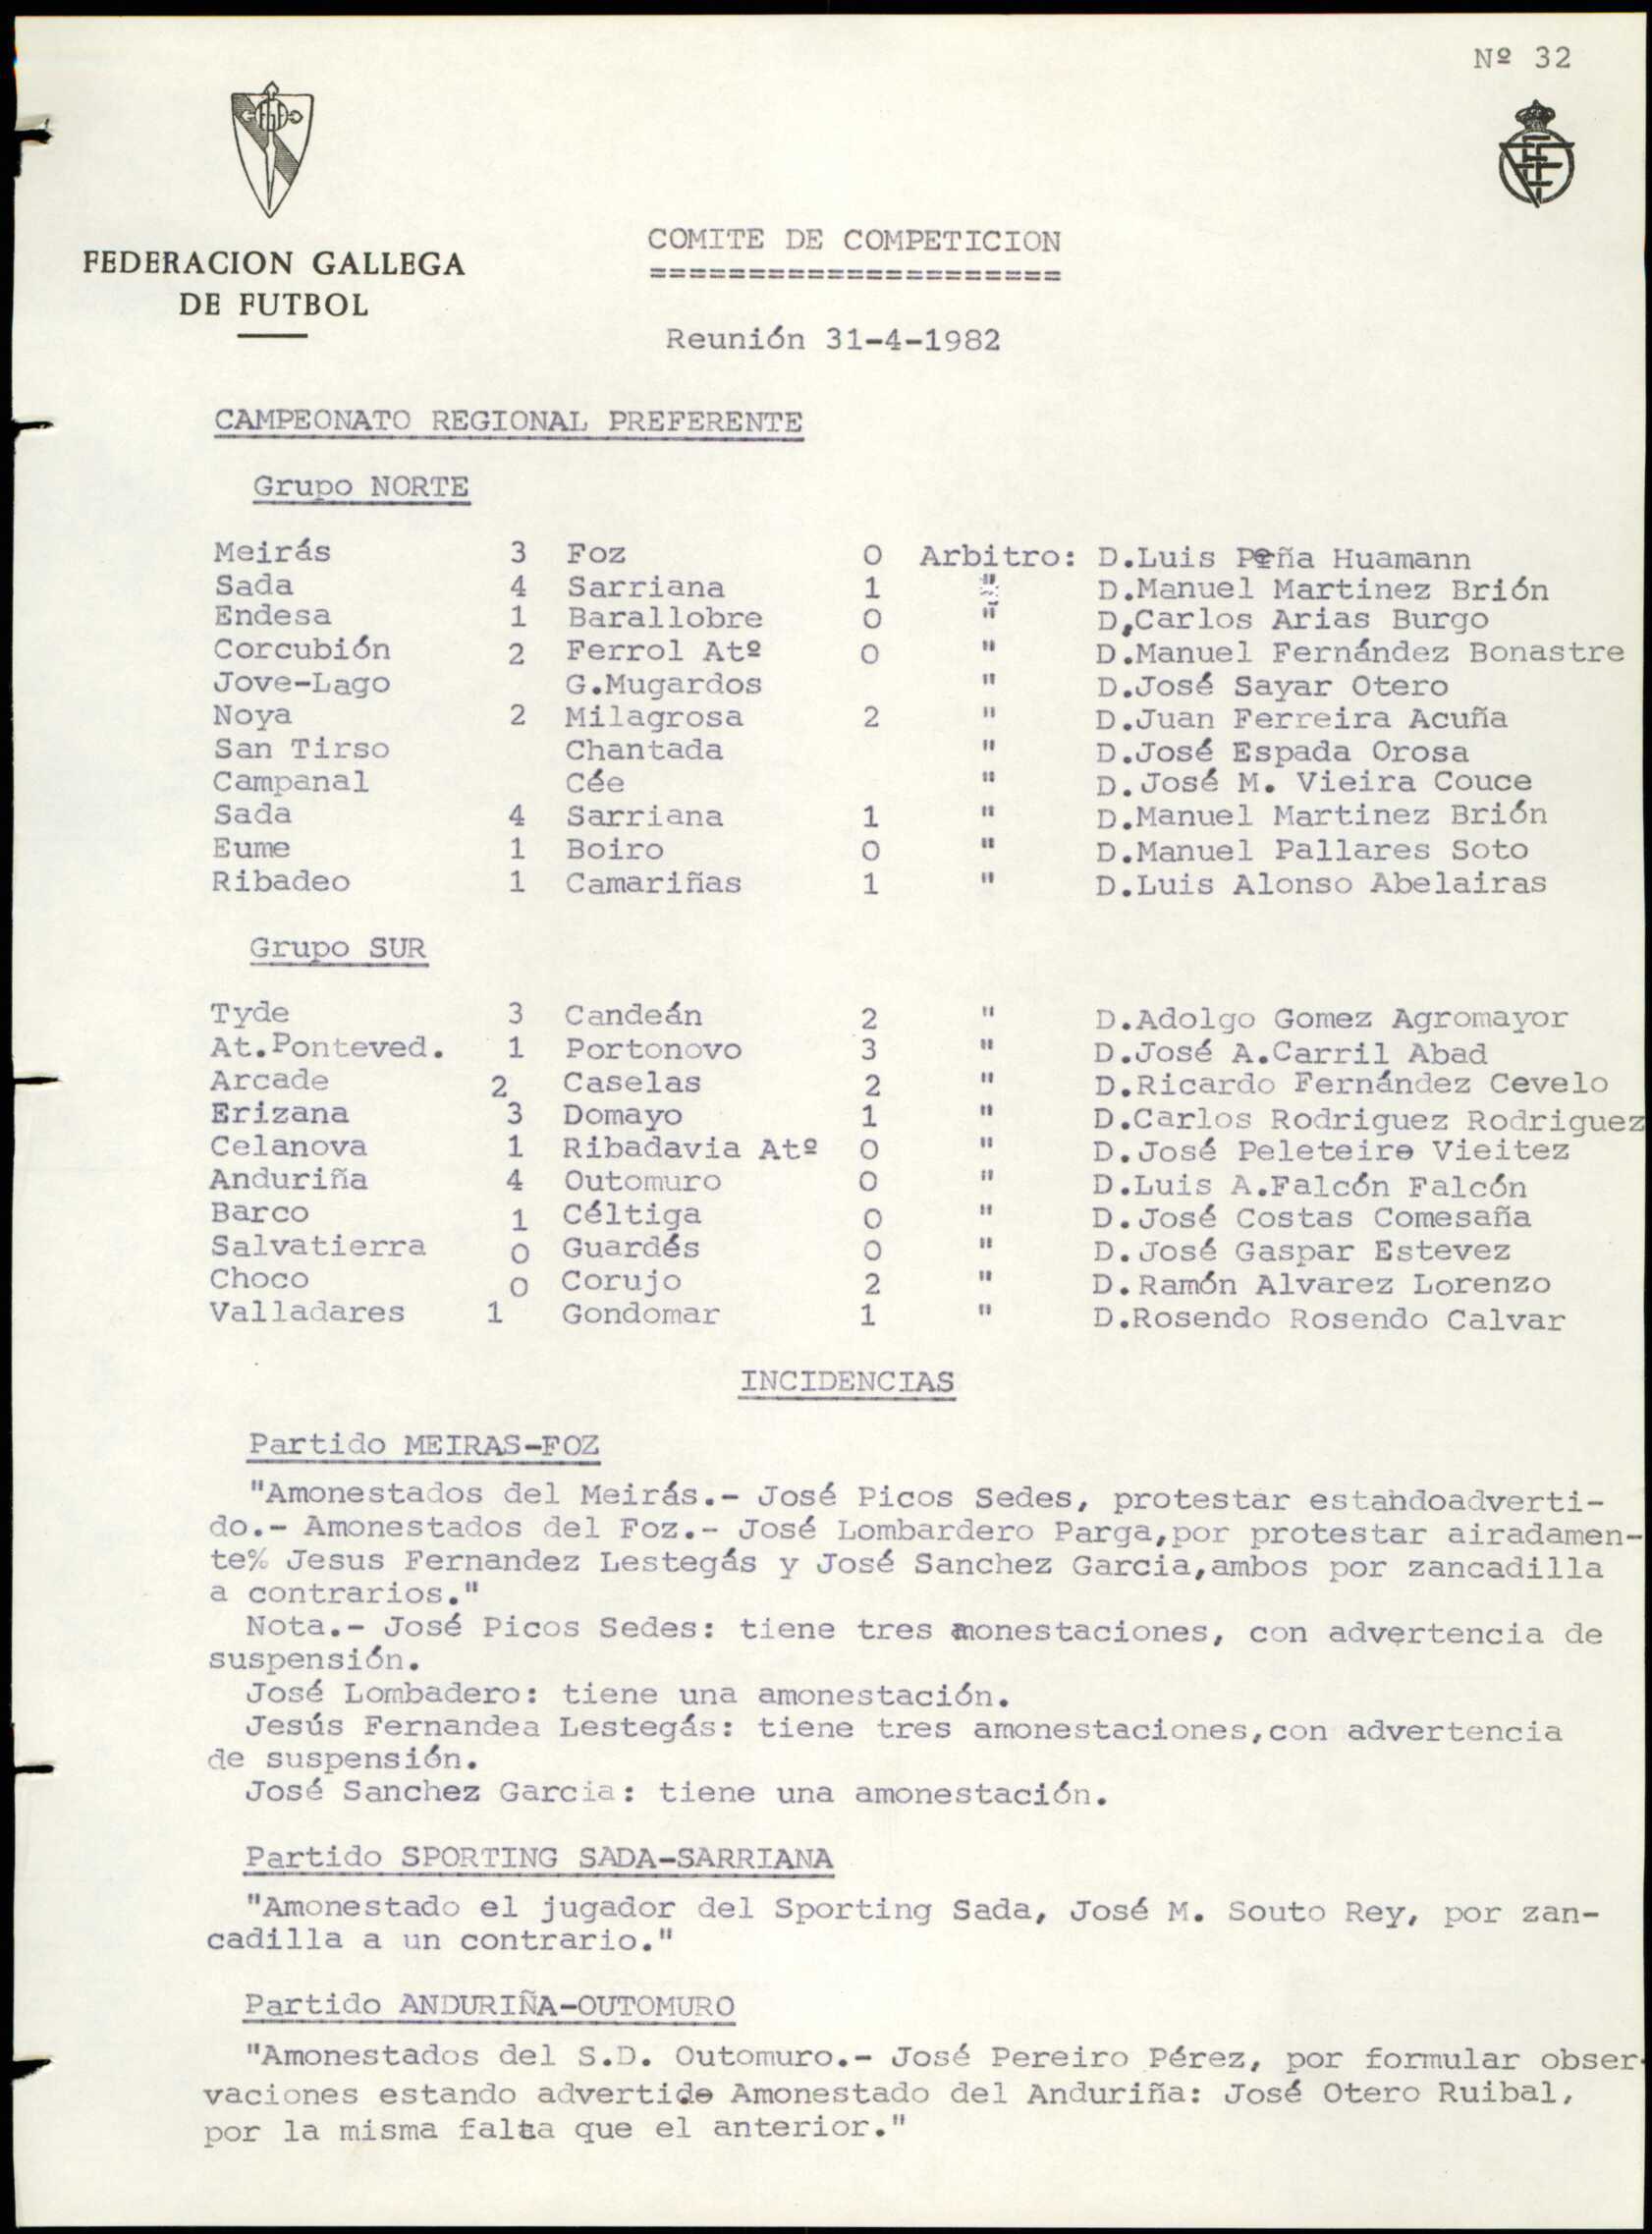 Nº 32
FEDERACION GALLEGA
DE FUTBOL
COMITE DE COMPETICION
=====================
Reunión 31-4-1982
CAMPEONATO REGIONAL PREFERENTE
Grupo NORTE
Meirás 3 Foz 0 Arbitro: D.Luis Peña Huamann
Sada 4 Sarriana 1 " D.Manuel Martinez Brión
Endesa 1 Barallobre 0 " D,Carlos Arias Burgo
Corcubión 2 Ferrol Atº 0 " D.Manuel Fernández Bonastre
Jove-Lago G.Mugardos " D.José Sayar Otero
Noya 2 Milagrosa 2 " D.Juan Ferreira Acuña
San Tirso Chantada " D.José Espada Orosa
Campanal Cée " D.José M. Vieira Couce
Sada 4 Sarriana 1 " D.Manuel Martinez Brión
Eume 1 Boiro 0 " D.Manuel Pallares Soto
Ribadeo 1 Camariñas 1 " D.Luis Alonso Abelairas
Grupo SUR
Tyde 3 Candeán 2 " D.Adolgo Gomez Agromayor
At.Ponteved. 1 Portonovo 3 " D.José A.Carril Abad
Arcade 2 Caselas 2 " D.Ricardo Fernández Cevelo
Erizana 3 Domayo 1 " D.Carlos Rodriguez Rodriguez
Celanova 1 Ribadavia Atº 0 " D.José Peleteiro Vieitez
Anduriña 4 Outomuro 0 " D.Luis A.Falcón Falcón
Barco 1 Céltiga 0 " D.José Costas Comesaña
Salvatierra 0 Guardés 0 " D.José Gaspar Estevez
Choco 0 Corujo 2 " D.Ramón Alvarez Lorenzo
Valladares 1 Gondomar 1 " D.Rosendo Rosendo Calvar
INCIDENCIAS
Partido MEIRAS-FOZ
"Amonestados del Meirás.- José Picos Sedes, protestar estandoadverti-
do.- Amonestados del Foz.- José Lombardero Parga,por protestar airadamen-
te% Jesus Fernandez Lestegás y José Sanchez Garcia,ambos por zancadilla
a contrarios."
Nota.- José Picos Sedes: tiene tres amonestaciones, con advertencia de
suspensión.
José Lombadero: tiene una amonestación.
Jesús Fernandea Lestegás: tiene tres amonestaciones,con advertencia
de suspensión.
José Sanchez Garcia: tiene una amonestación.
Partido SPORTING SADA-SARRIANA
"Amonestado el jugador del Sporting Sada, José M. Souto Rey, por zan-
cadilla a un contrario."
Partido ANDURIÑA-OUTOMURO
"Amonestados del S.D. Outomuro.- José Pereiro Pérez, por formular obser-
vaciones estando advertido Amonestado del Anduriña: José Otero Ruibal,
por la misma falta que el anterior."